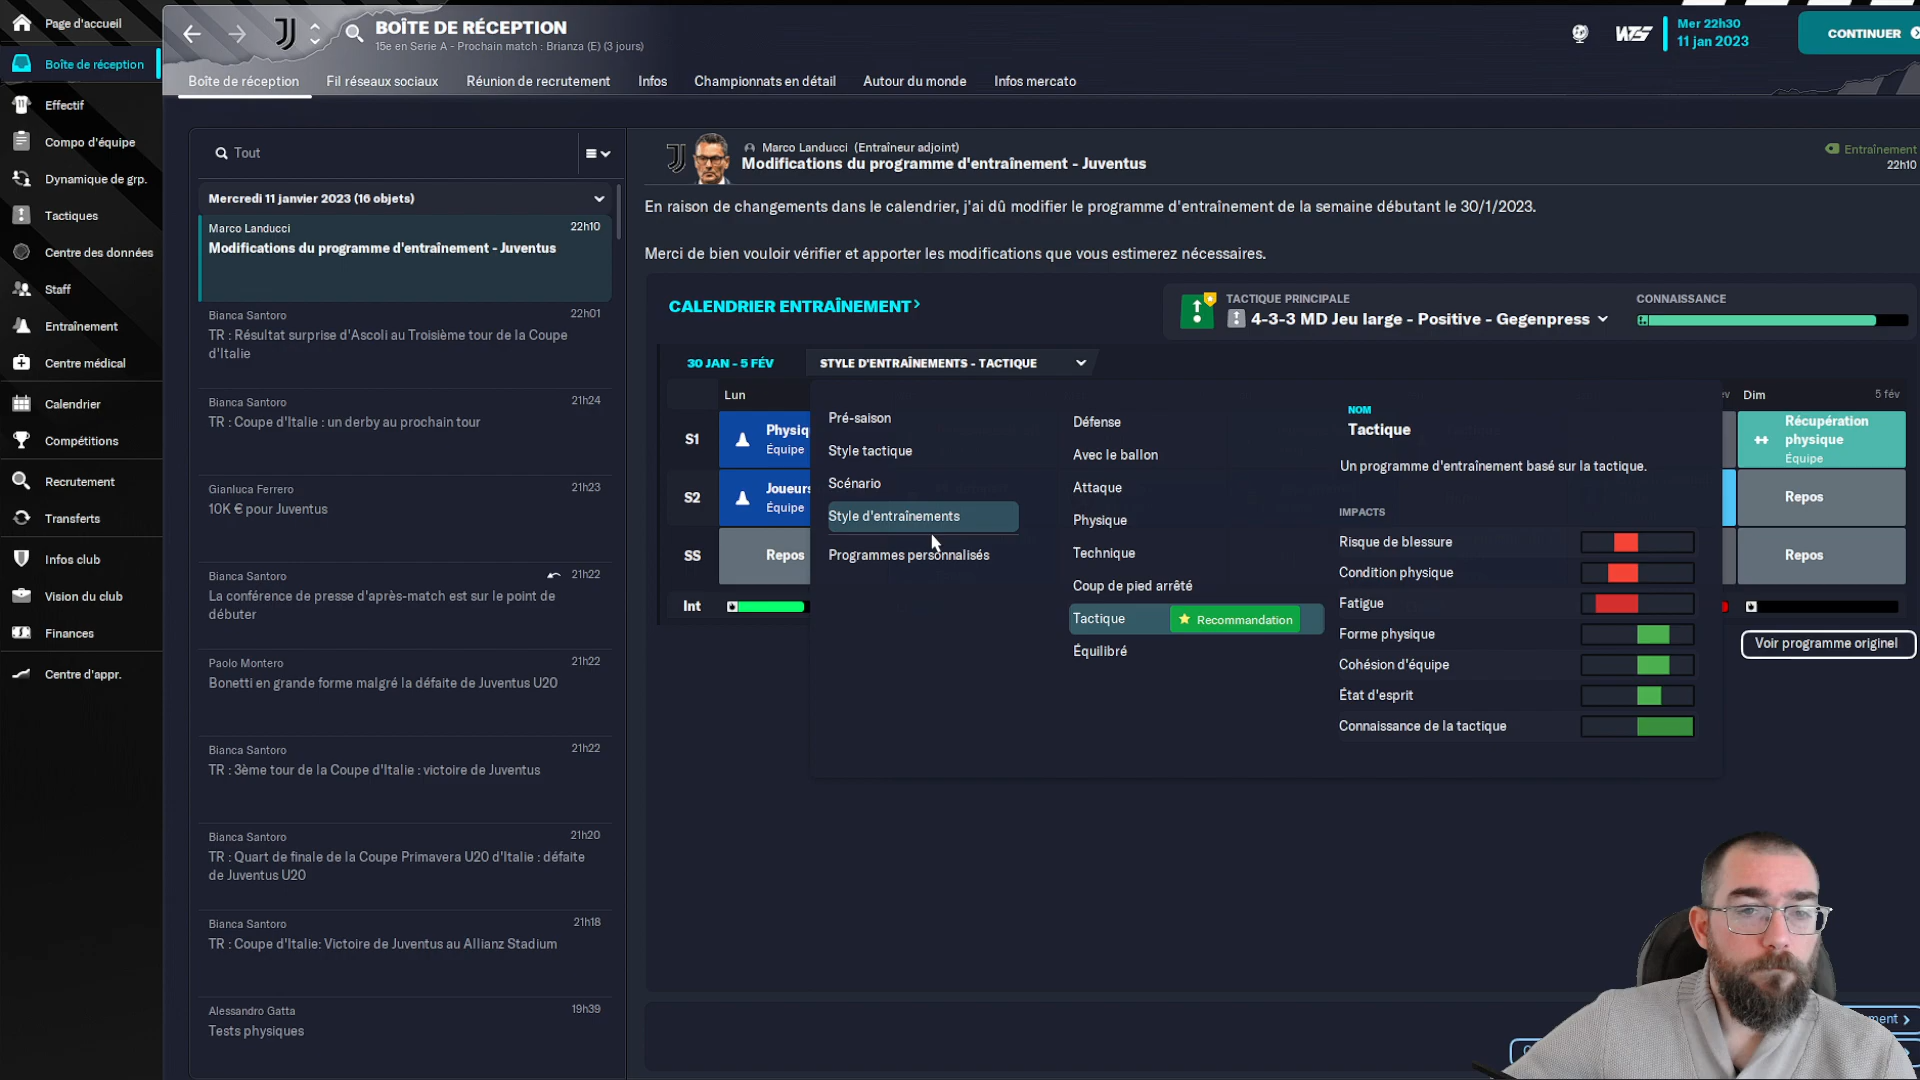 Page d'accueil
Boîte de réception
Effectif
Compo d'équipe
Dynamique de grp.
Tactiques
Centre des données
Staff
Entraînement
Centre médical
Calendrier
Compétitions
Recrutement
Transferts
Infos club
Vision du club
Finances
Centre d'appr.
BOÎTE DE RÉCEPTION
15e en Serie A - Prochain match : Brianza (E) (3 jours)
Mer 22h30
11 jan 2023
CONTINUER
Boîte de réception
Fil réseaux sociaux
Réunion de recrutement
Infos
Championnats en détail
Autour du monde
Infos mercato
Tout
Mercredi 11 janvier 2023 (16 objets)
Marco Landucci 22h10
Modifications du programme d'entraînement - Juventus
Bianca Santoro 22h01
TR : Résultat surprise d'Ascoli au Troisième tour de la Coupe
d'Italie
Bianca Santoro 21h24
TR : Coupe d'Italie : un derby au prochain tour
Gianluca Ferrero 21h23
10K € pour Juventus
Bianca Santoro 21h22
La conférence de presse d'après-match est sur le point de
débuter
Paolo Montero 21h22
Bonetti en grande forme malgré la défaite de Juventus U20
Bianca Santoro 21h22
TR : 3ème tour de la Coupe d'Italie : victoire de Juventus
Bianca Santoro 21h20
TR : Quart de finale de la Coupe Primavera U20 d'Italie : défaite
de Juventus U20
Bianca Santoro 21h18
TR : Coupe d'Italie: Victoire de Juventus au Allianz Stadium
Alessandro Gatta 19h39
Tests physiques
Marco Landucci (Entraîneur adjoint)
Modifications du programme d'entraînement - Juventus
Entraînement
22h10
En raison de changements dans le calendrier, j'ai dû modifier le programme d'entraînement de la semaine débutant le 30/1/2023.
Merci de bien vouloir vérifier et apporter les modifications que vous estimerez nécessaires.
CALENDRIER ENTRAÎNEMENT
TACTIQUE PRINCIPALE
4-3-3 MD Jeu large - Positive - Gegenpress
CONNAISSANCE
30 JAN - 5 FÉV
STYLE D'ENTRAÎNEMENTS - TACTIQUE
Lun
Dim 5 fév
S1
Équipe
S2
Joueurs
Équipe
SS
Repos
Int
Récupération
physique
Équipe
Repos
Repos
Voir programme originel
Pré-saison
Style tactique
Scénario
Style d'entraînements
Programmes personnalisés
Défense
Avec le ballon
Attaque
Physique
Technique
Coup de pied arrêté
Tactique Recommandation
Équilibré
NOM
Tactique
Un programme d'entraînement basé sur la tactique.
IMPACTS
Risque de blessure
Condition physique
Fatigue
Forme physique
Cohésion d'équipe
État d'esprit
Connaissance de la tactique